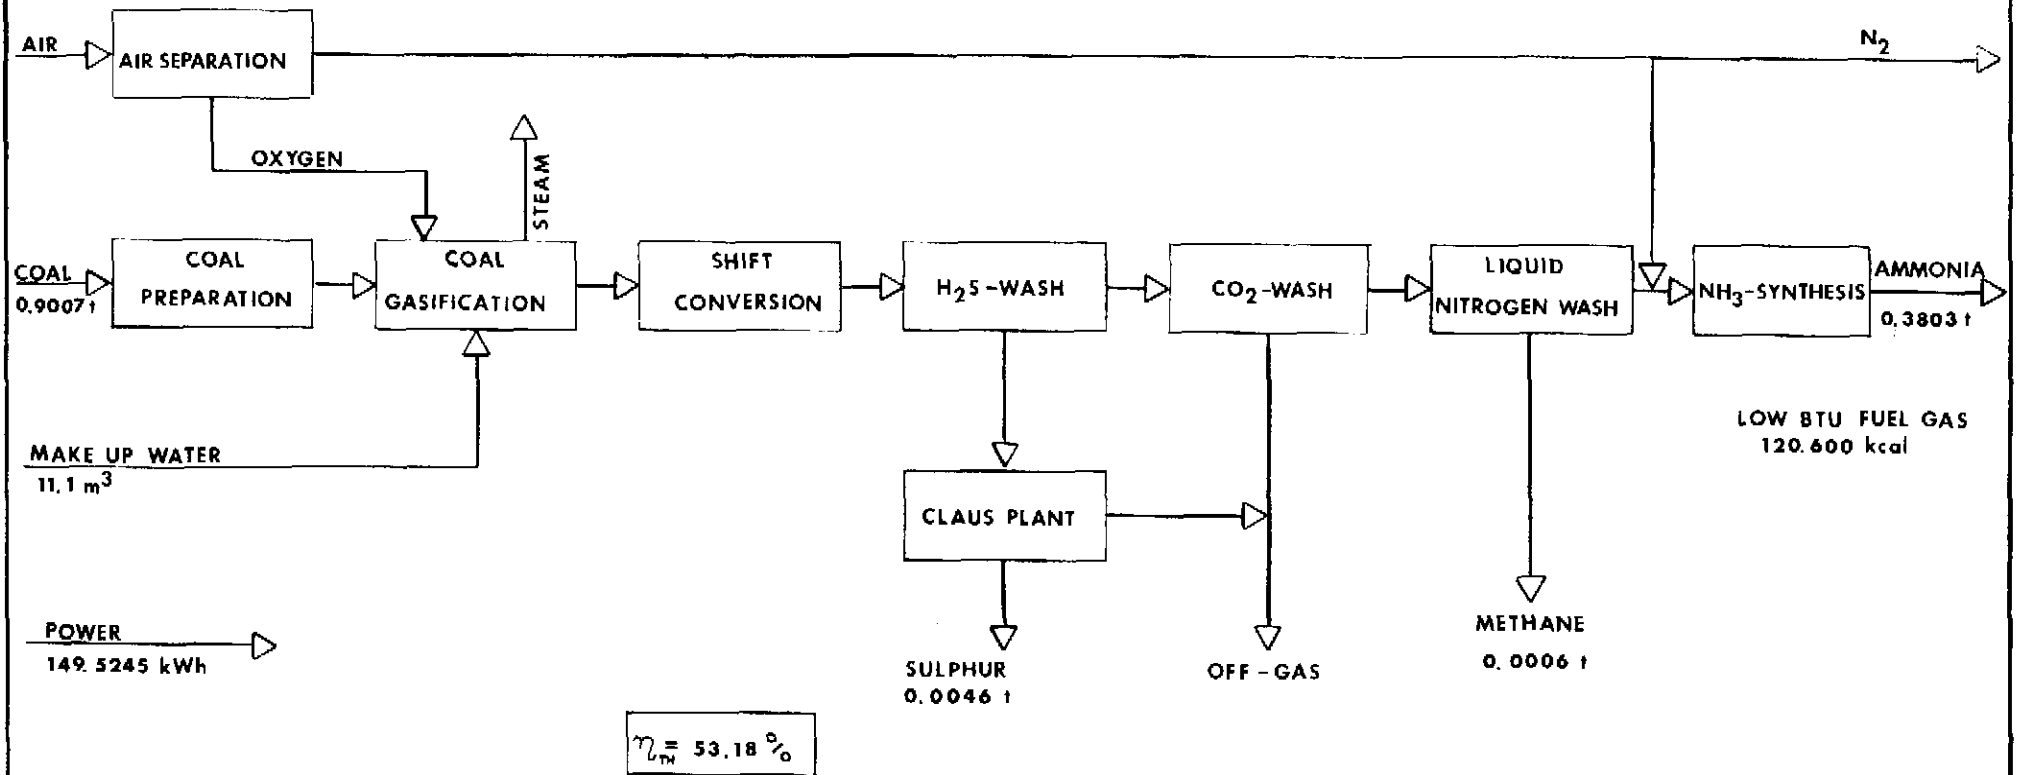 AIR
AIR SEPARATION
N2
OXYGEN
STEAM
COAL
0.9007 t
COAL
PREPARATION
COAL
GASIFICATION
SHIFT
CONVERSION
H2S-WASH
CO2-WASH
LIQUID
NITROGEN WASH
NH3-SYNTHESIS
AMMONIA
0.3803 t
LOW BTU FUEL GAS
120.600 kcal
MAKE UP WATER
11.1 m3
CLAUS PLANT
POWER
149.5245 kWh
SULPHUR
0.0046 t
OFF-GAS
METHANE
0.0006 t
ηTH = 53.18 %